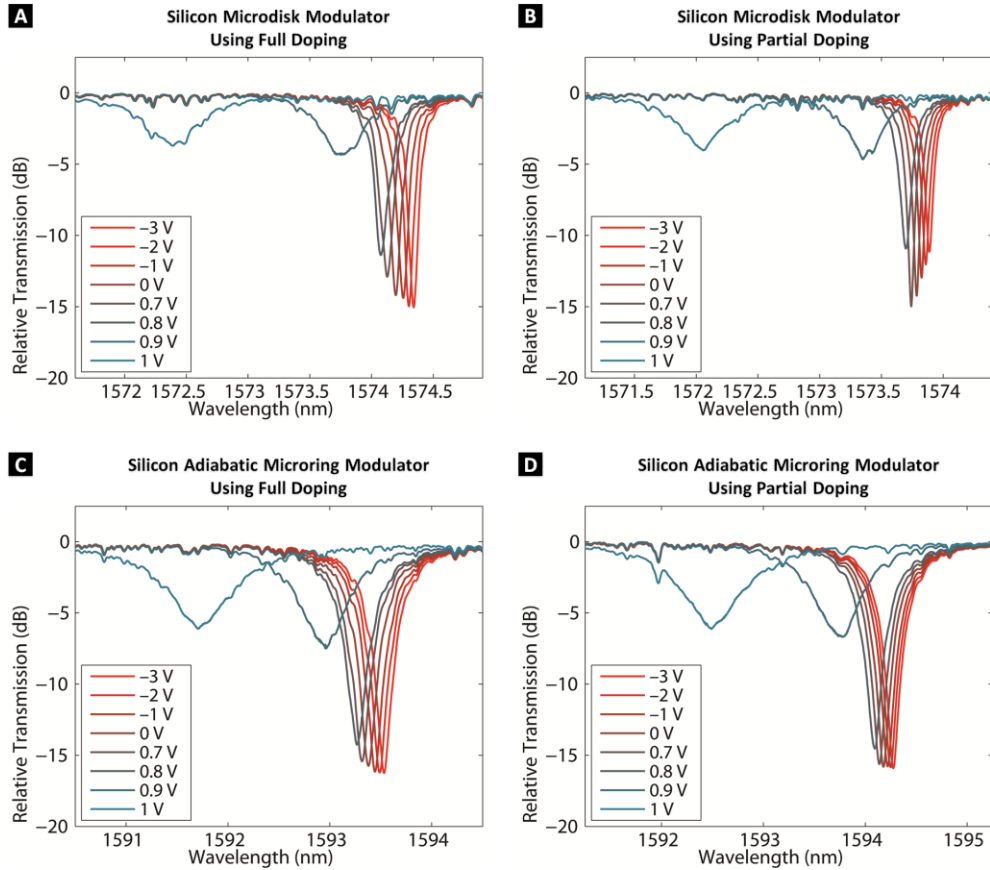 A
Silicon Microdisk Modulator
Using Full Doping
0
−5
−10
−15
−20
Relative Transmission (dB)
−3 V
−2 V
−1 V
0 V
0.7 V
0.8 V
0.9 V
1 V
1572 1572.5 1573 1573.5 1574 1574.5
Wavelength (nm)
B
Silicon Microdisk Modulator
Using Partial Doping
0
−5
−10
−15
−20
Relative Transmission (dB)
−3 V
−2 V
−1 V
0 V
0.7 V
0.8 V
0.9 V
1 V
1571.5 1572 1572.5 1573 1573.5 1574
Wavelength (nm)
C
Silicon Adiabatic Microring Modulator
Using Full Doping
0
−5
−10
−15
−20
Relative Transmission (dB)
−3 V
−2 V
−1 V
0 V
0.7 V
0.8 V
0.9 V
1 V
1591 1592 1593 1594
Wavelength (nm)
D
Silicon Adiabatic Microring Modulator
Using Partial Doping
0
−5
−10
−15
−20
Relative Transmission (dB)
−3 V
−2 V
−1 V
0 V
0.7 V
0.8 V
0.9 V
1 V
1592 1593 1594 1595
Wavelength (nm)